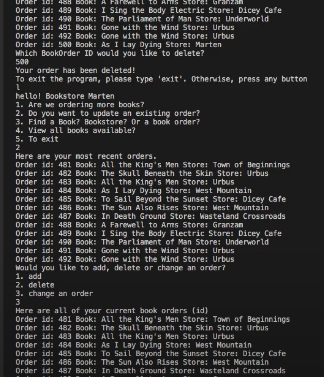 Order id: 488 Book: A Farewell to Arms Store: Granzam
Order id: 489 Book: I Sing the Body Electric Store: Dicey Cafe
Order id: 490 Book: The Parliament of Man Store: Underworld
Order id: 491 Book: Gone with the Wind Store: Urbus
Order id: 492 Book: Gone with the Wind Store: Urbus
Order id: 500 Book: As I Lay Dying Store: Marten
Which BookOrder ID would you like to delete?
500
Your order has been deleted!
To exit the program, please type 'exit'. Otherwise, press any button
l
hello! Bookstore Marten
1. Are we ordering more books?
2. Do you want to update an existing order?
3. Find a Book? Bookstore? Or a book order?
4. View all books available?
5. To exit
2
Here are your most recent orders.
Order id: 481 Book: All the King's Men Store: Town of Beginnings
Order id: 482 Book: The Skull Beneath the Skin Store: Urbus
Order id: 483 Book: All the King's Men Store: Urbus
Order id: 484 Book: As I Lay Dying Store: West Mountain
Order id: 485 Book: To Sail Beyond the Sunset Store: Dicey Cafe
Order id: 486 Book: The Sun Also Rises Store: West Mountain
Order id: 487 Book: In Death Ground Store: Wasteland Crossroads
Order id: 488 Book: A Farewell to Arms Store: Granzam
Order id: 489 Book: I Sing the Body Electric Store: Dicey Cafe
Order id: 490 Book: The Parliament of Man Store: Underworld
Order id: 491 Book: Gone with the Wind Store: Urbus
Order id: 492 Book: Gone with the Wind Store: Urbus
Would you like to add, delete or change an order?
1. add
2. delete
3. change an order
3
Here are all of your current book orders (id)
Order id: 481 Book: All the King's Men Store: Town of Beginnings
Order id: 482 Book: The Skull Beneath the Skin Store: Urbus
Order id: 483 Book: All the King's Men Store: Urbus
Order id: 484 Book: As I Lay Dying Store: West Mountain
Order id: 485 Book: To Sail Beyond the Sunset Store: Dicey Cafe
Order id: 486 Book: The Sun Also Rises Store: West Mountain
Order id: 487 Book: In Death Ground Store: Wasteland Crossroads